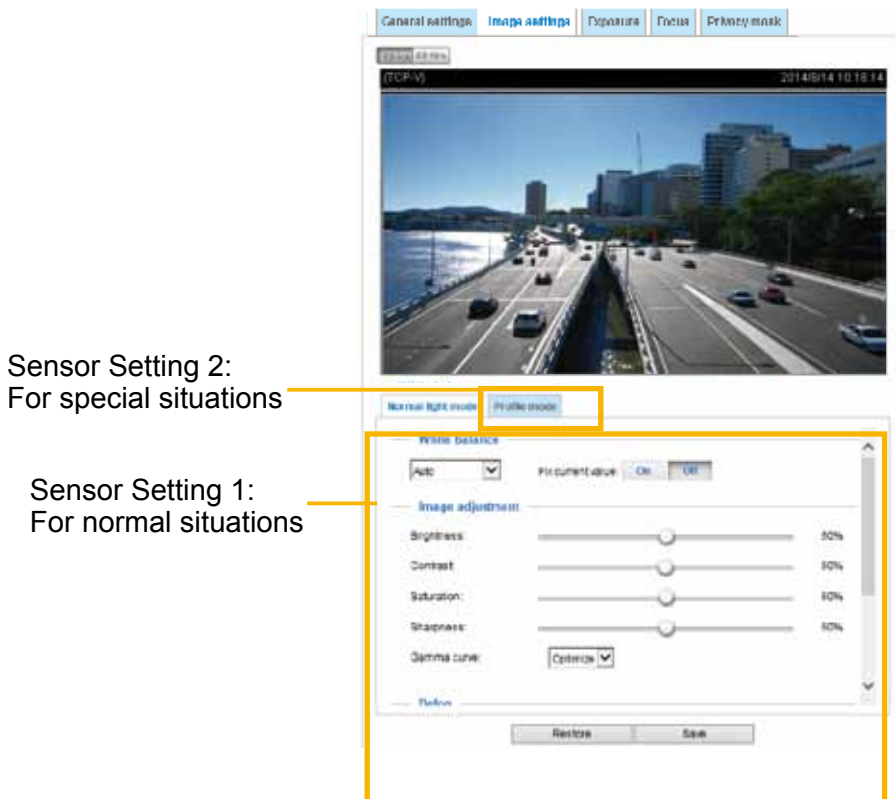 General settings Image settings Exposure Focus Privacy mask
(TCP-V) 2014/8/14 10:18:14
Sensor Setting 2:
For special situations
Normal light mode Profile mode
White balance
Auto Fix current value On Off
Sensor Setting 1:
For normal situations
Image adjustment
Brightness: 50%
Contrast: 50%
Saturation: 50%
Sharpness: 50%
Gamma curve: Optimize
Defog
Restore Save